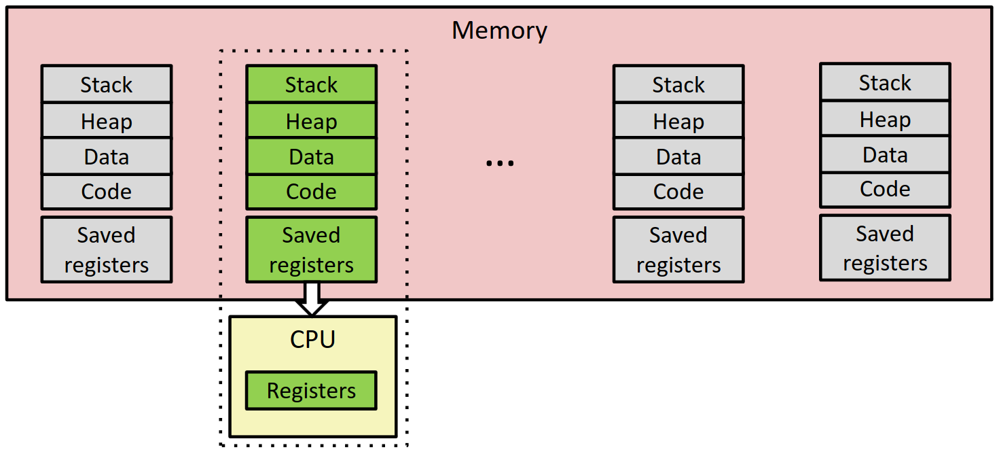 Memory
Stack
Heap
Data
Code
Saved
registers
Stack
Heap
Data
Code
Saved
registers
...
Stack
Heap
Data
Code
Saved
registers
Stack
Heap
Data
Code
Saved
registers
CPU
Registers